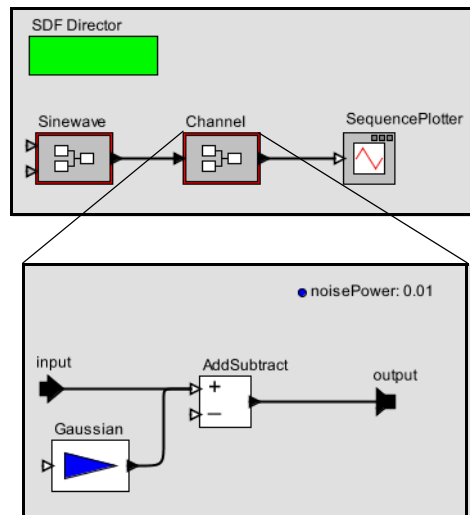 SDF Director
Sinewave
Channel
SequencePlotter
noisePower: 0.01
input
AddSubtract
+
−
output
Gaussian